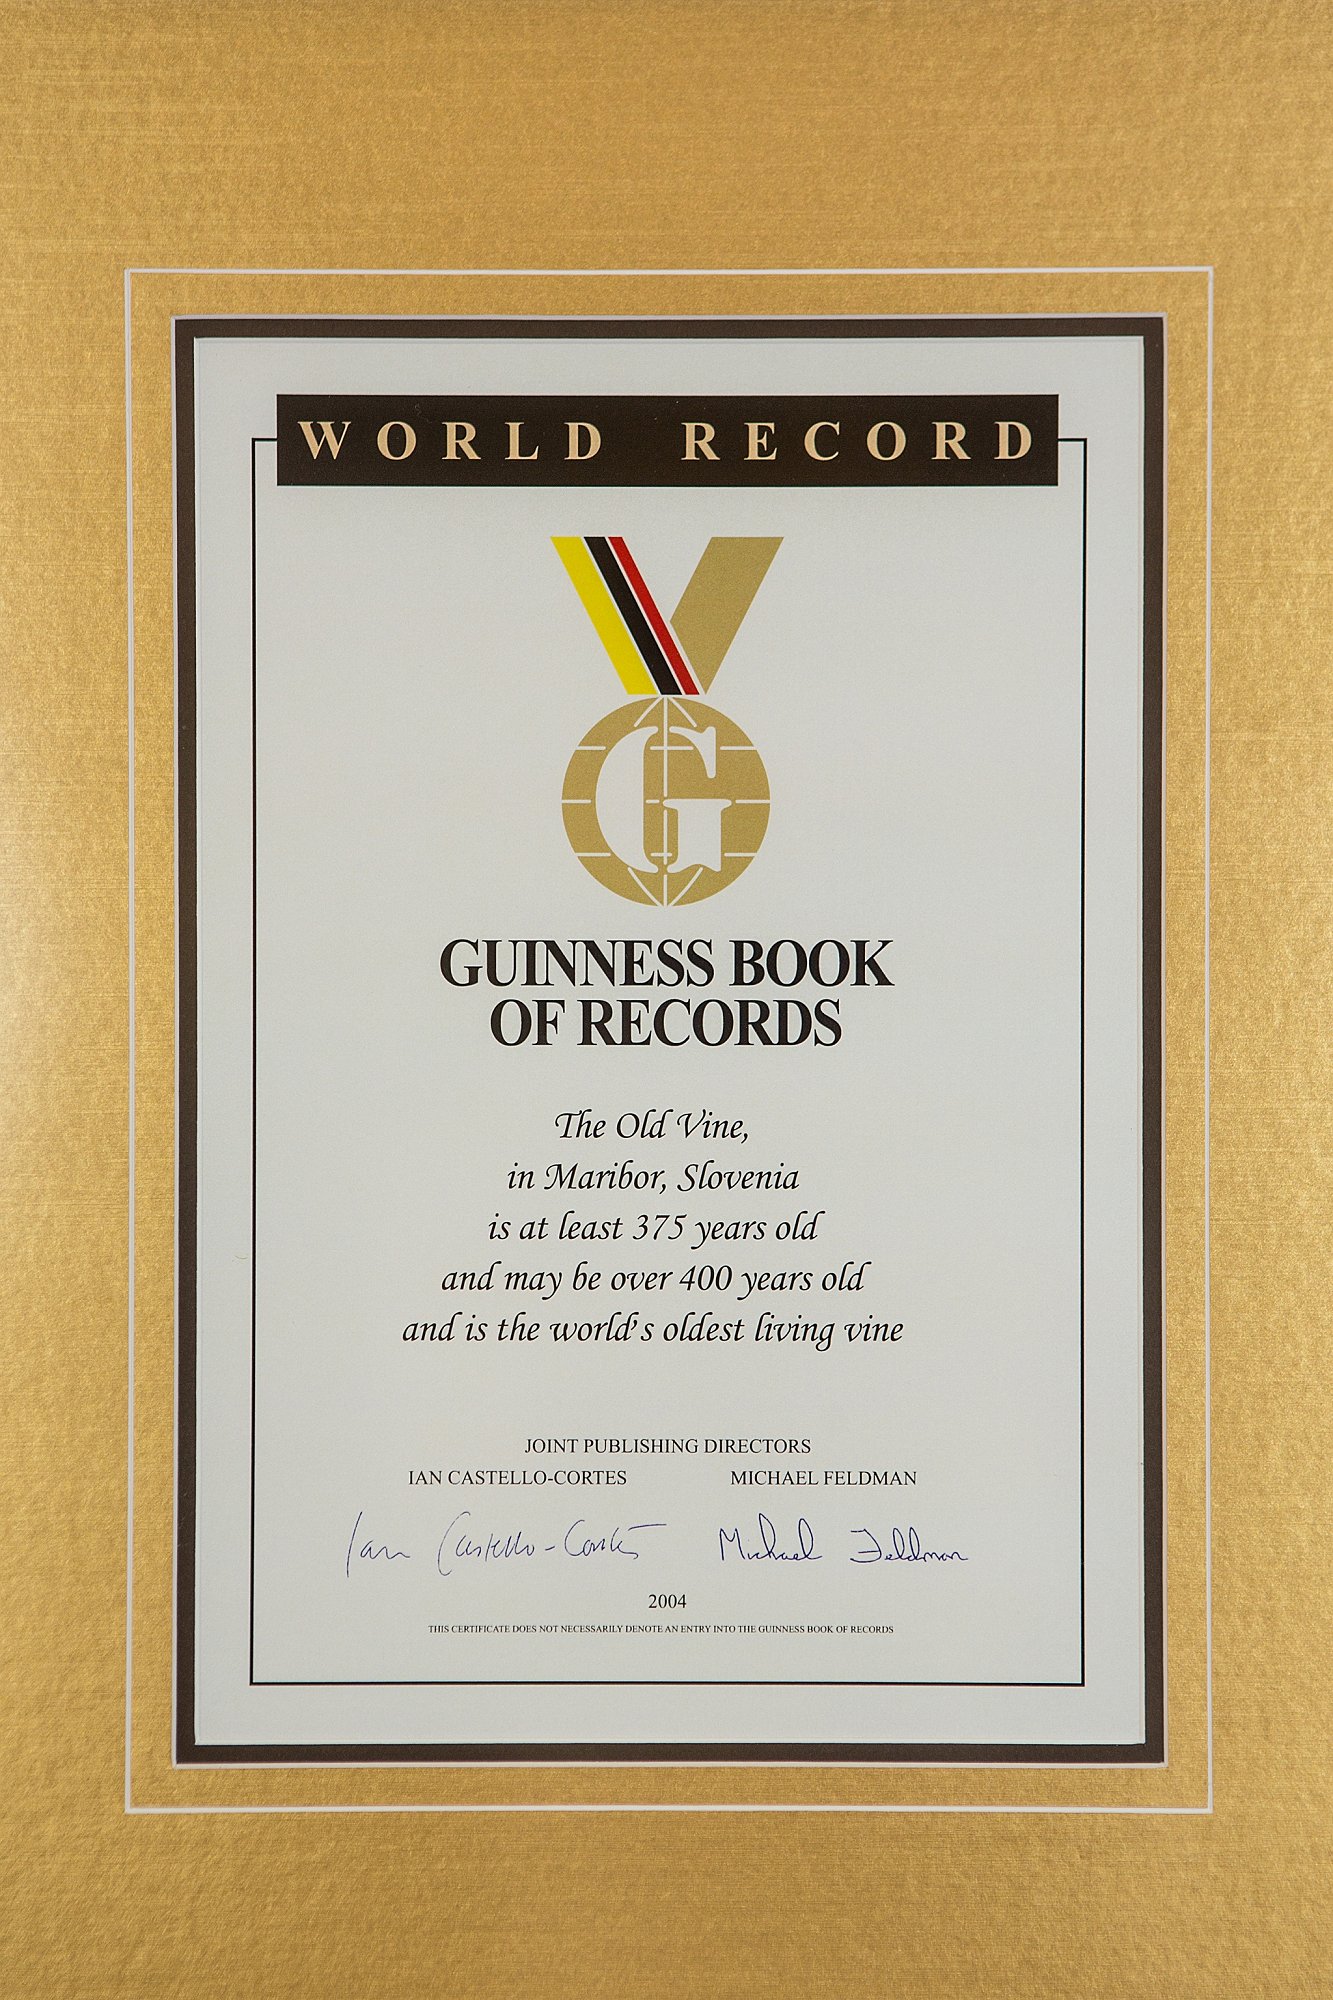 WORLD RECORD
G
GUINNESS BOOK
OF RECORDS
The Old Vine,
in Maribor, Slovenia
is at least 375 years old
and may be over 400 years old
and is the world's oldest living vine
JOINT PUBLISHING DIRECTORS
IAN CASTELLO-CORTES MICHAEL FELDMAN
Ian Castello-Cortes Michael Feldman
2004
THIS CERTIFICATE DOES NOT NECESSARILY DENOTE AN ENTRY INTO THE GUINNESS BOOK OF RECORDS